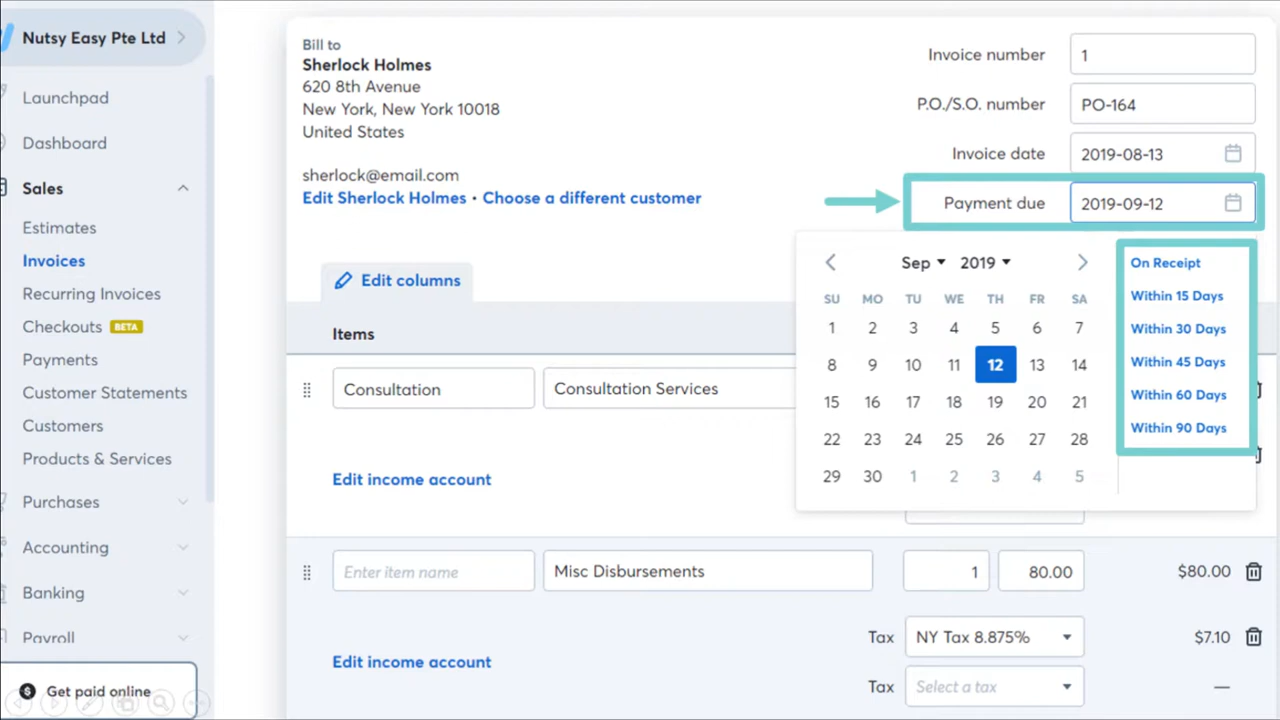 Nutsy Easy Pte Ltd
Launchpad
Dashboard
Sales
Estimates
Invoices
Recurring Invoices
Checkouts BETA
Payments
Customer Statements
Customers
Products & Services
Purchases
Accounting
Banking
Payroll
Get paid online
Bill to
Sherlock Holmes
620 8th Avenue
New York, New York 10018
United States
sherlock@email.com
Edit Sherlock Holmes • Choose a different customer
Invoice number 1
P.O./S.O. number PO-164
Invoice date 2019-08-13
Payment due 2019-09-12
Sep 2019
SU MO TU WE TH FR SA
1 2 3 4 5 6 7
8 9 10 11 12 13 14
15 16 17 18 19 20 21
22 23 24 25 26 27 28
29 30 1 2 3 4 5
On Receipt
Within 15 Days
Within 30 Days
Within 45 Days
Within 60 Days
Within 90 Days
Edit columns
Items
Consultation Consultation Services
Edit income account
Enter item name Misc Disbursements 1 80.00 $80.00
Tax NY Tax 8.875% $7.10
Edit income account
Tax Select a tax —